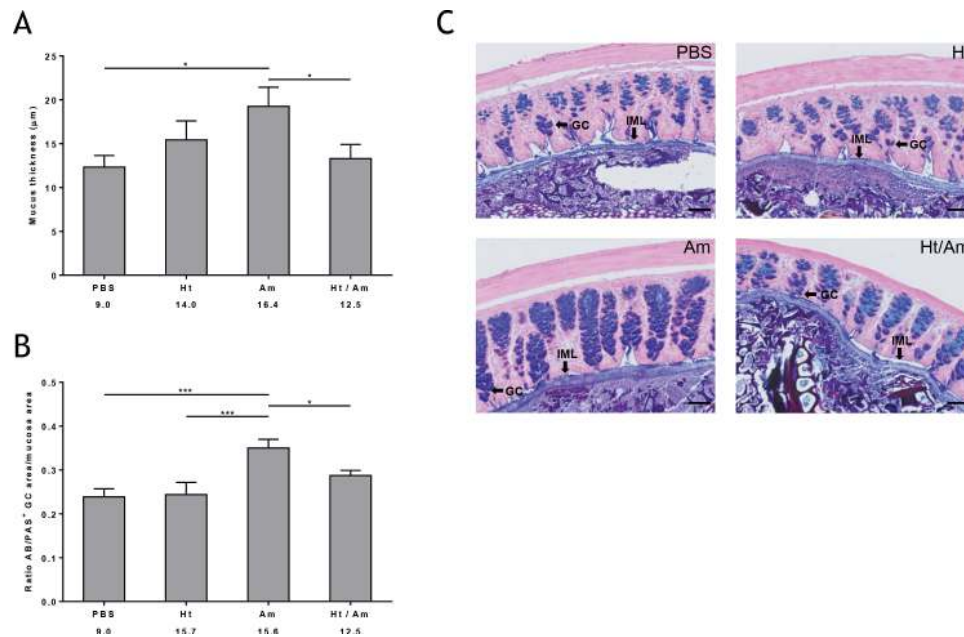 A
Mucus thickness (µm)
25
20
15
10
5
0
*
*
PBS
Ht
Am
Ht / Am
9.0
14.0
16.4
12.5
B
Ratio AB/PAS+ GC area/mucosa area
0.5
0.4
0.3
0.2
0.1
0.0
***
***
*
PBS
Ht
Am
Ht / Am
9.0
15.7
15.6
12.5
C
PBS
GC
IML
H
IML
GC
Am
IML
GC
Ht/Am
GC
IML